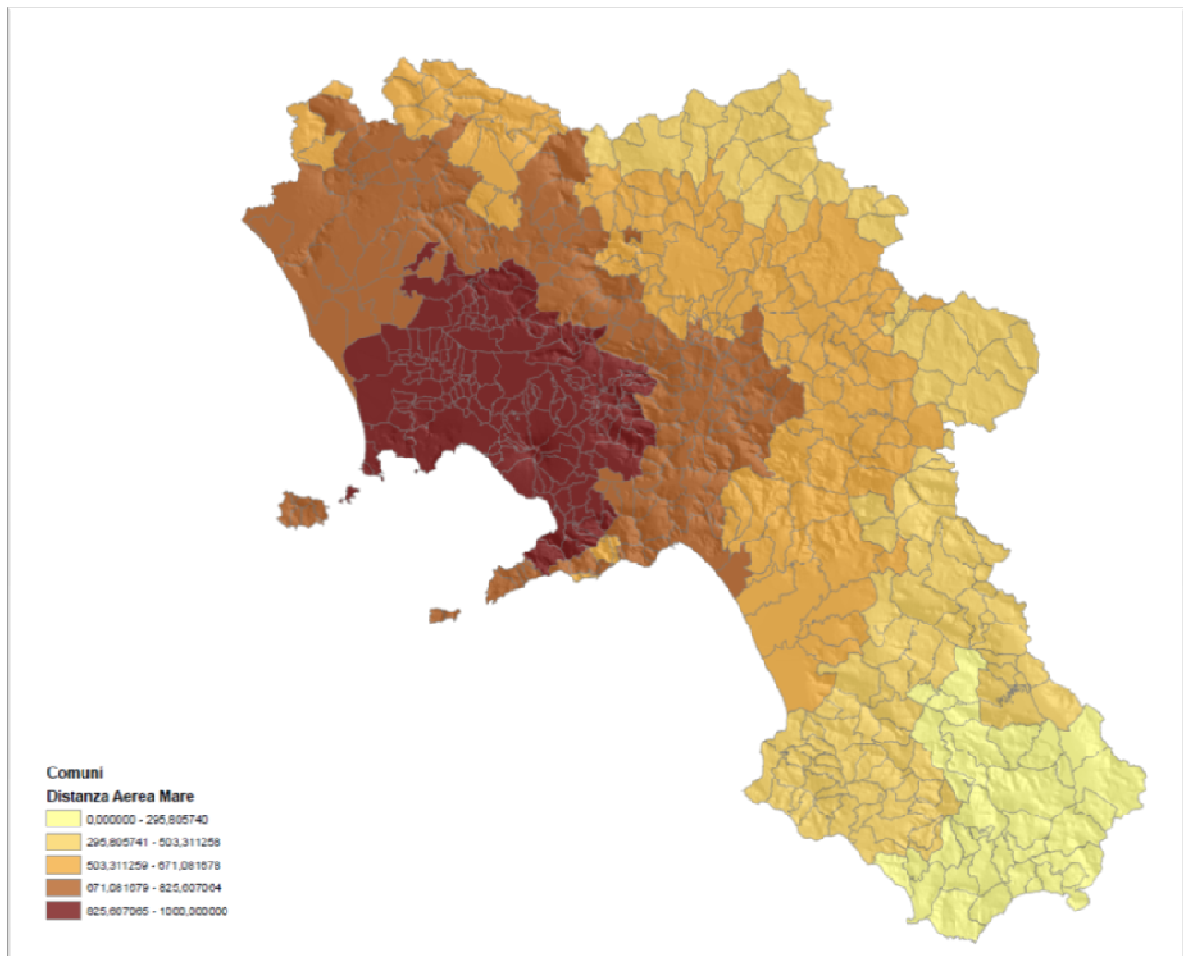 Comuni
Distanza Aerea Mare
0,000000 - 295,805740
295,805741 - 503,311258
503,311259 - 671,081678
671,081679 - 825,607064
825,607065 - 1000,000000